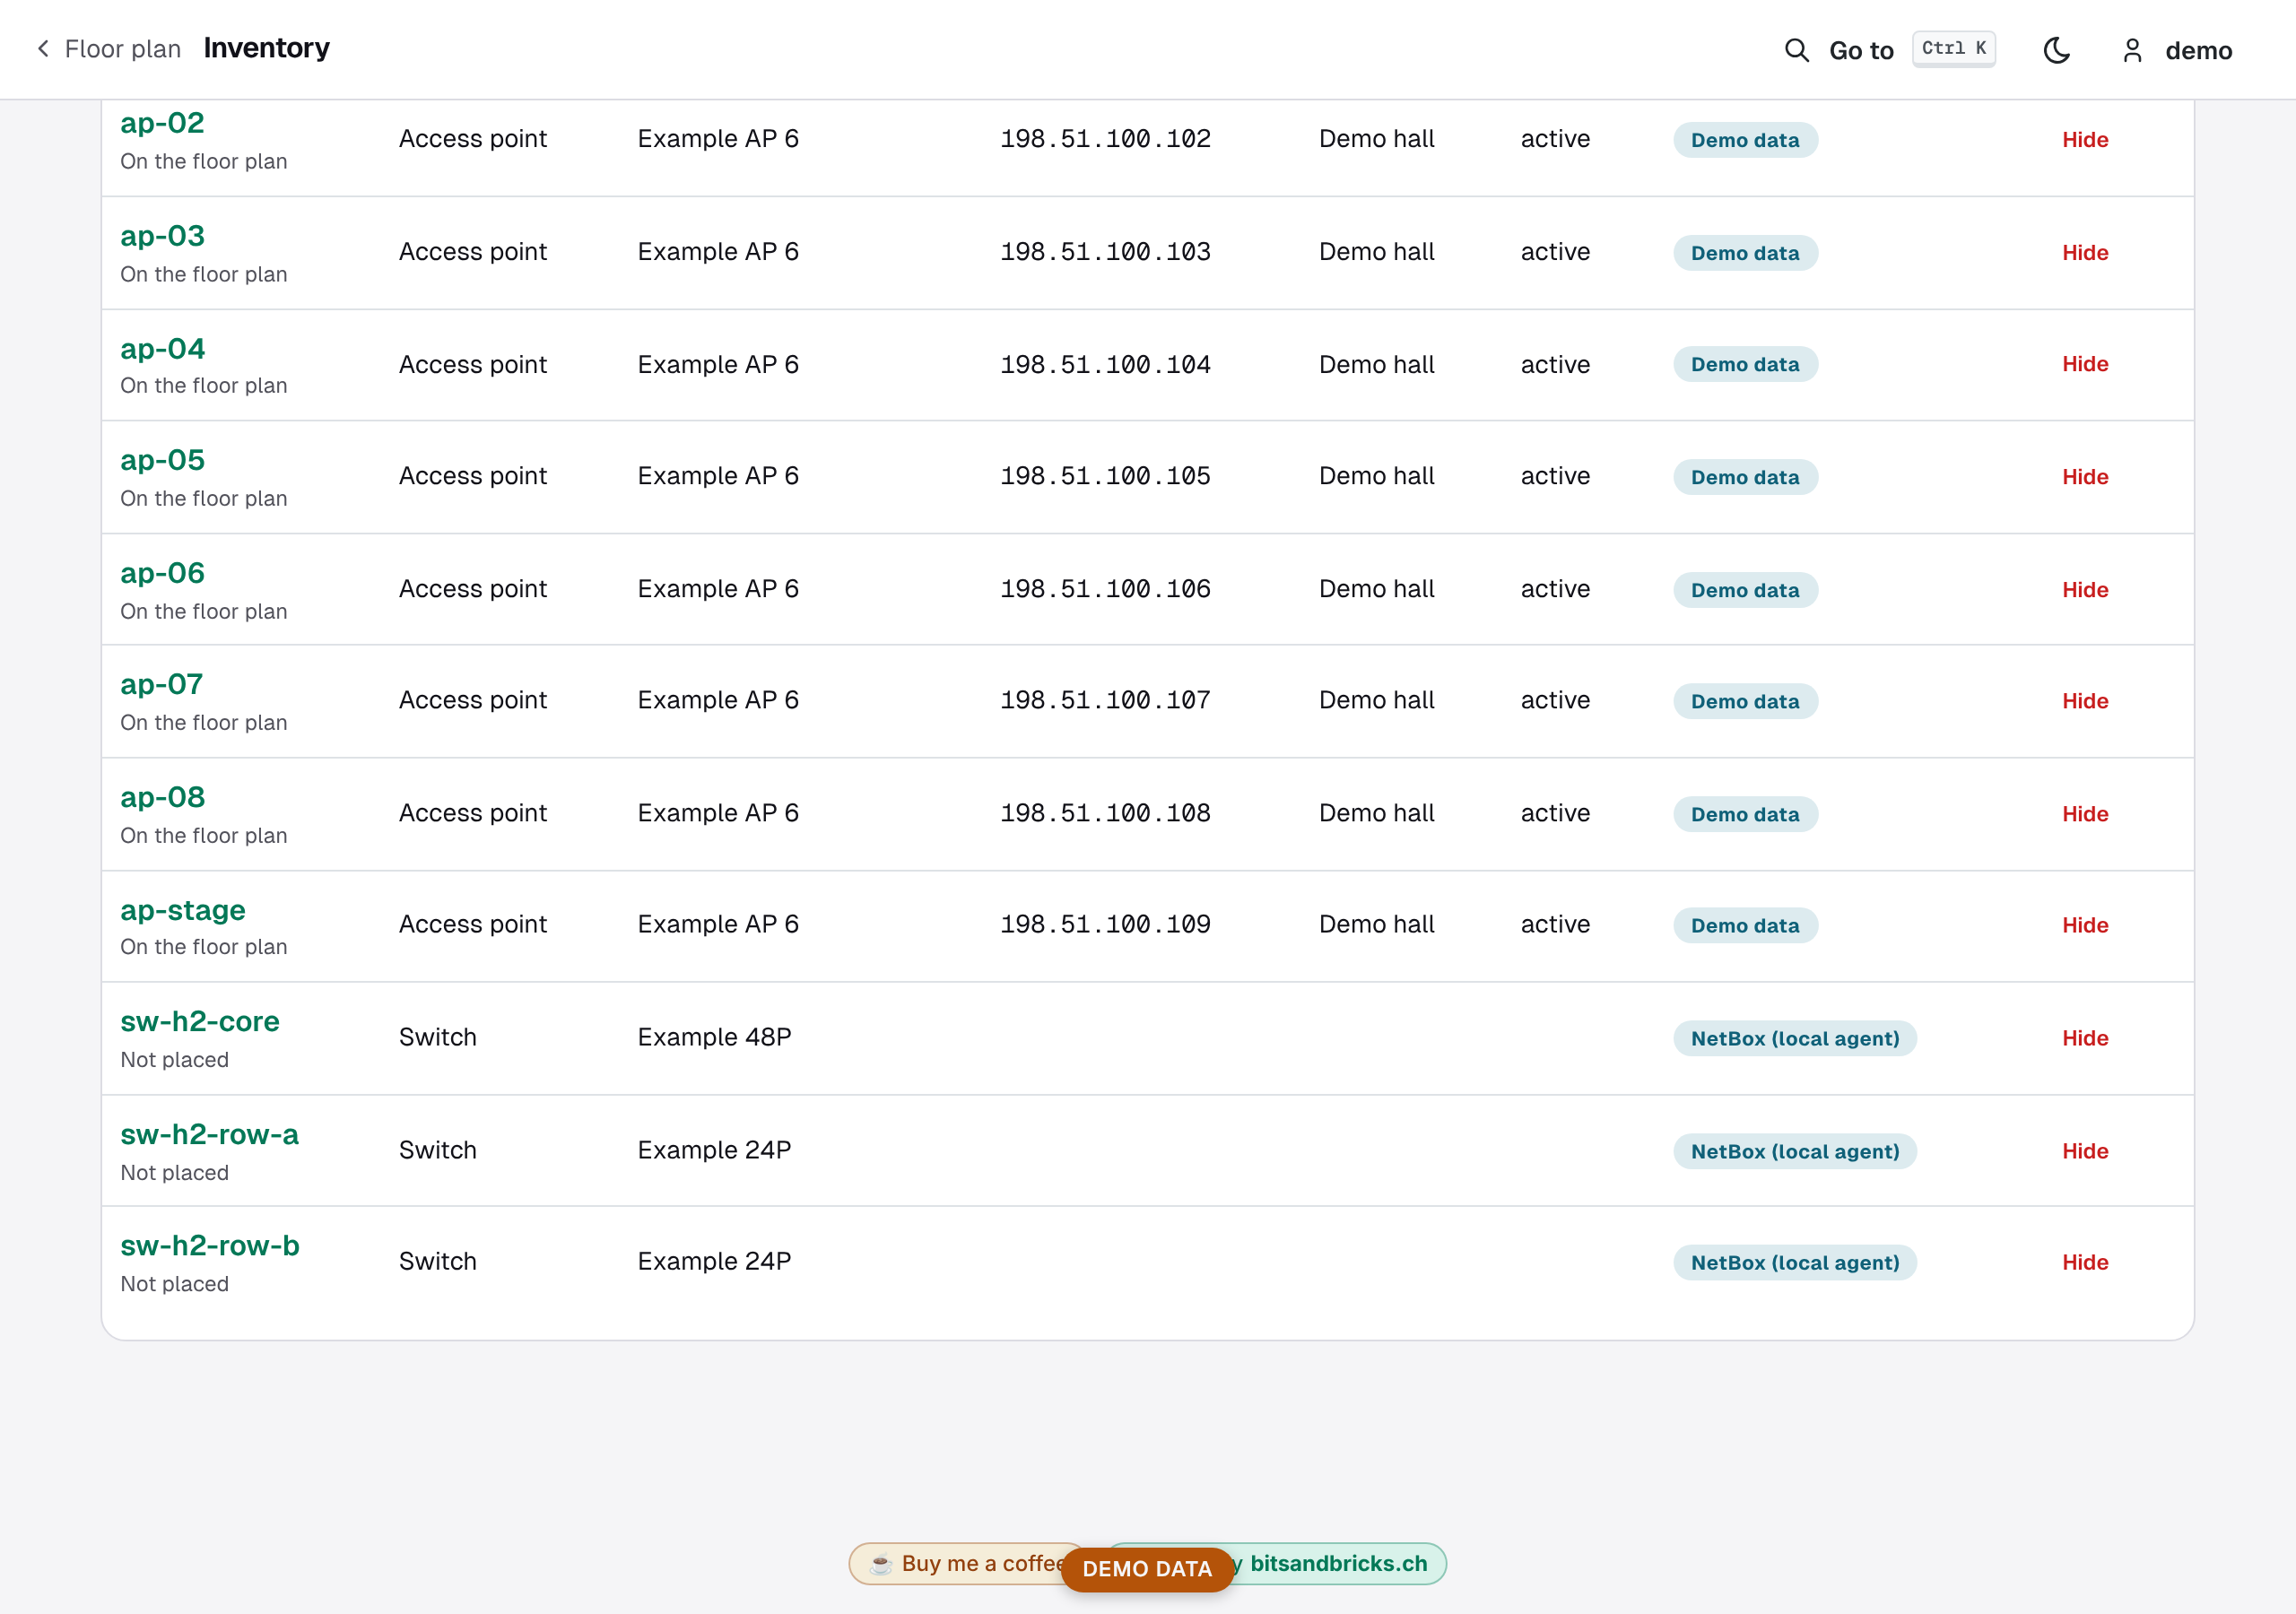 Floor plan Inventory Go to Ctrl K demo
ap-02
On the floor plan Access point Example AP 6 198.51.100.102 Demo hall active Demo data Hide
ap-03
On the floor plan Access point Example AP 6 198.51.100.103 Demo hall active Demo data Hide
ap-04
On the floor plan Access point Example AP 6 198.51.100.104 Demo hall active Demo data Hide
ap-05
On the floor plan Access point Example AP 6 198.51.100.105 Demo hall active Demo data Hide
ap-06
On the floor plan Access point Example AP 6 198.51.100.106 Demo hall active Demo data Hide
ap-07
On the floor plan Access point Example AP 6 198.51.100.107 Demo hall active Demo data Hide
ap-08
On the floor plan Access point Example AP 6 198.51.100.108 Demo hall active Demo data Hide
ap-stage
On the floor plan Access point Example AP 6 198.51.100.109 Demo hall active Demo data Hide
sw-h2-core
Not placed Switch Example 48P NetBox (local agent) Hide
sw-h2-row-a
Not placed Switch Example 24P NetBox (local agent) Hide
sw-h2-row-b
Not placed Switch Example 24P NetBox (local agent) Hide
Buy me a coffee DEMO DATA bitsandbricks.ch